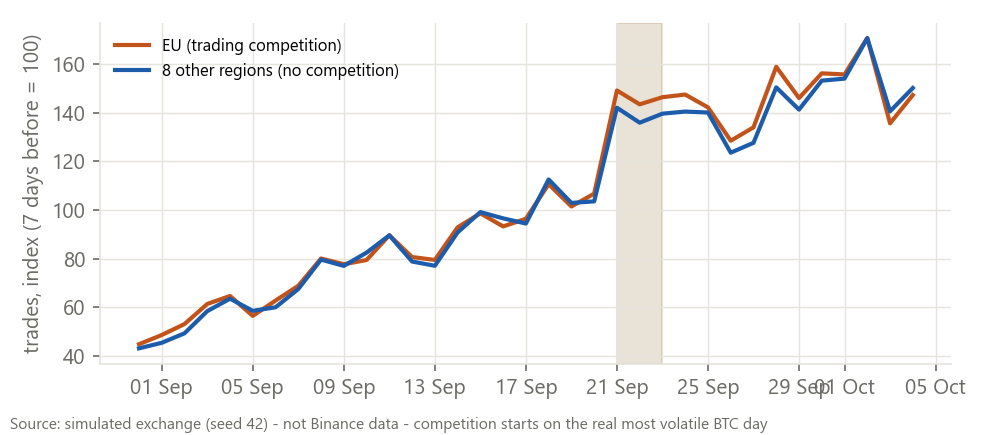 EU (trading competition)
8 other regions (no competition)
trades, index (7 days before = 100)
160
140
120
100
80
60
40
01 Sep
05 Sep
09 Sep
13 Sep
17 Sep
21 Sep
25 Sep
29 Sep
01 Oct
05 Oct
Source: simulated exchange (seed 42) - not Binance data - competition starts on the real most volatile BTC day